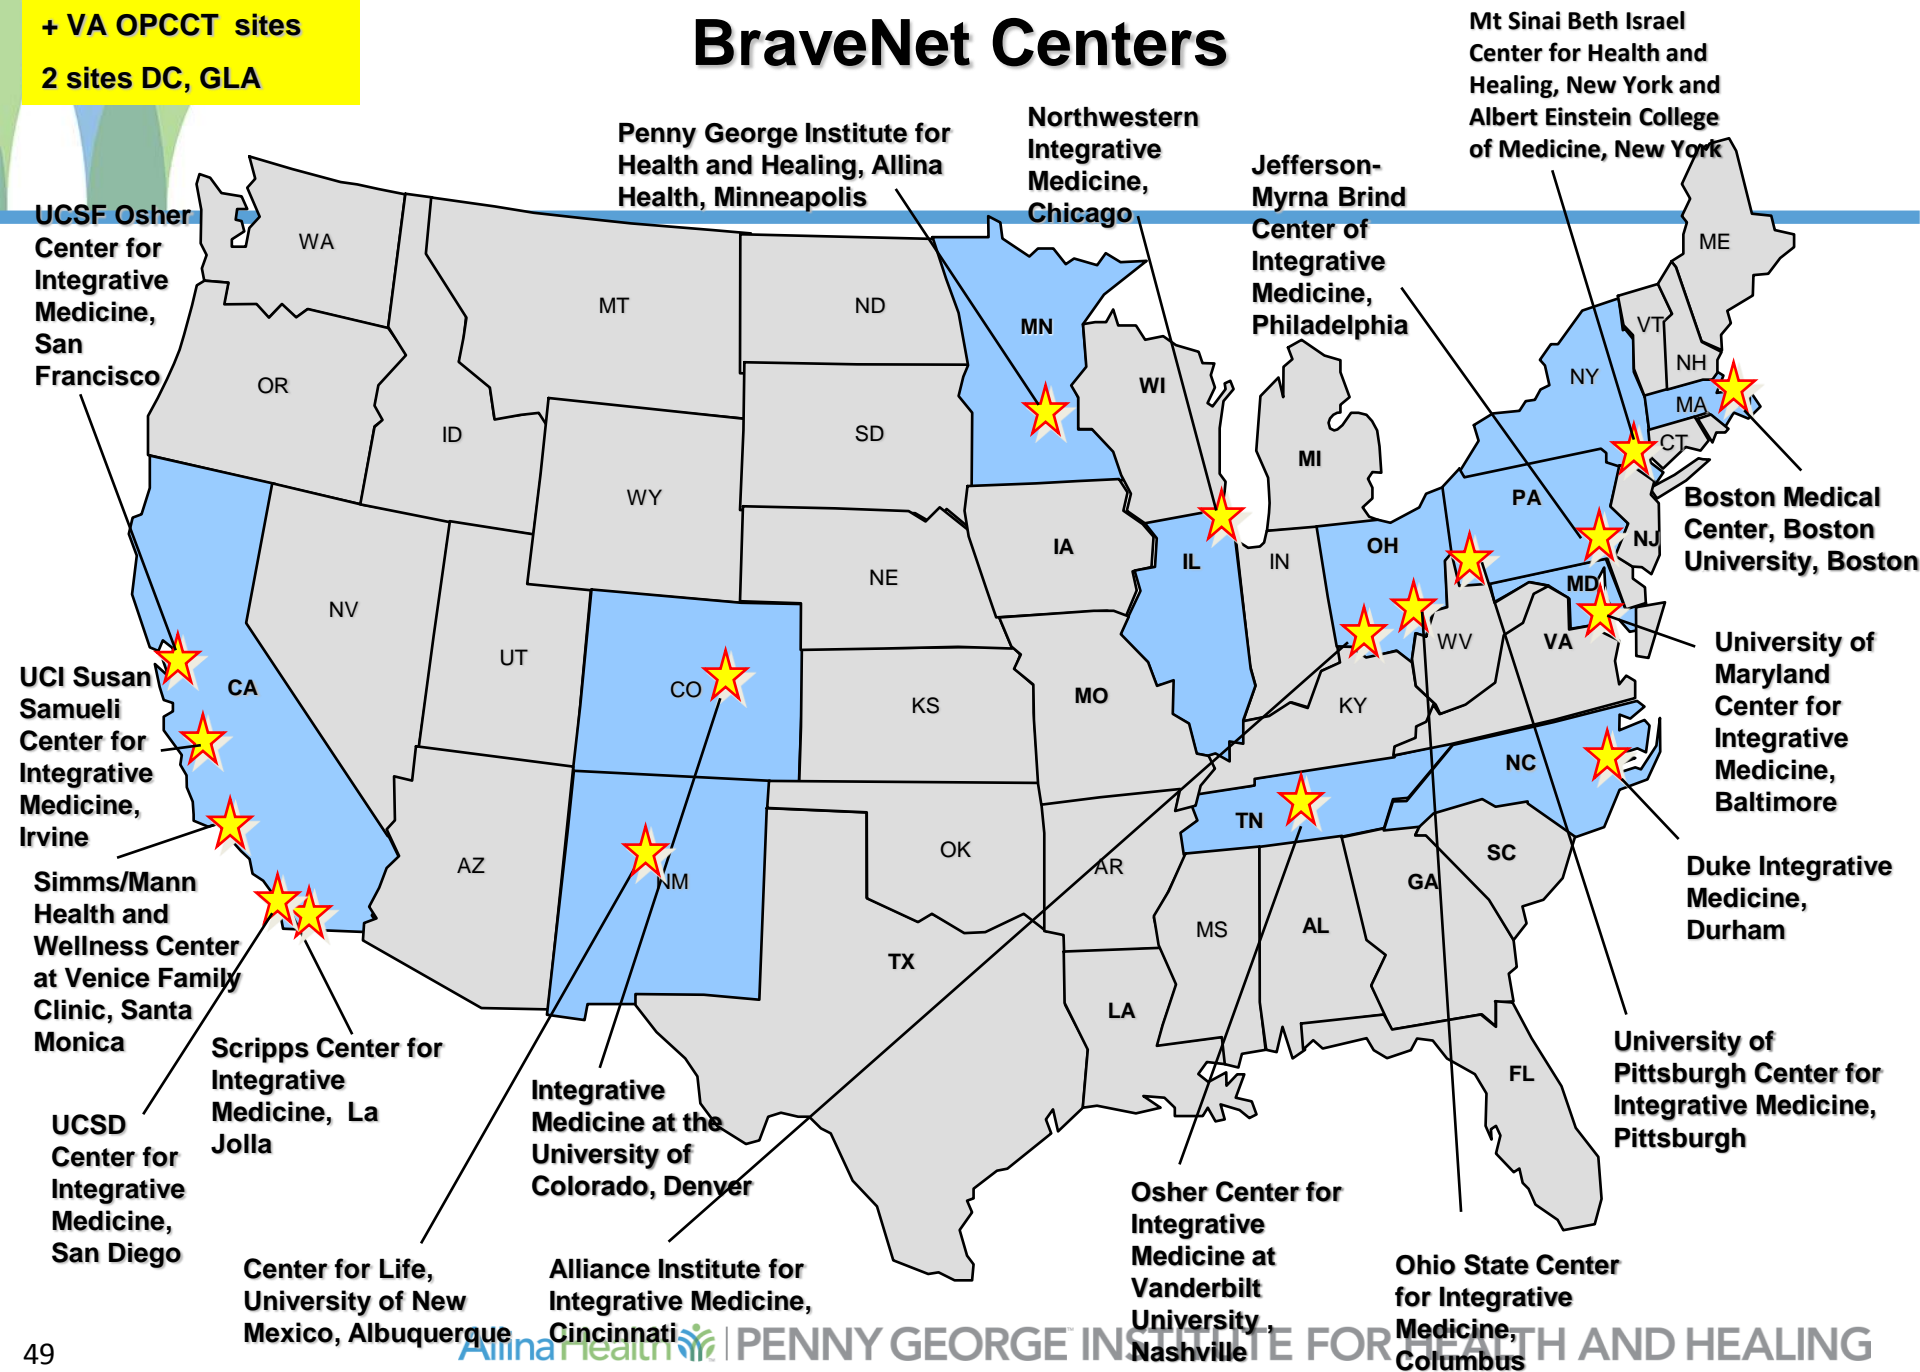 + VA OPCCT sites
2 sites DC, GLA
BraveNet Centers
Mt Sinai Beth Israel
Center for Health and
Healing, New York and
Albert Einstein College
of Medicine, New York
Penny George Institute for
Health and Healing, Allina
Health, Minneapolis
Northwestern
Integrative
Medicine,
Chicago
Jefferson-
Myrna Brind
Center of
Integrative
Medicine,
Philadelphia
UCSF Osher
Center for
Integrative
Medicine,
San
Francisco
WA
MT
ND
MN
OR
ID
WY
SD
WI
MI
NY
VT
NH
ME
MA
CT
PA
NJ
NV
UT
CO
NE
IA
IL
IN
OH
MD
WV
VA
CA
KS
MO
KY
NC
TN
AZ
NM
OK
AR
SC
GA
MS
AL
TX
LA
FL
Boston Medical
Center, Boston
University, Boston
University of
Maryland
Center for
Integrative
Medicine,
Baltimore
Duke Integrative
Medicine,
Durham
UCI Susan
Samueli
Center for
Integrative
Medicine,
Irvine
Simms/Mann
Health and
Wellness Center
at Venice Family
Clinic, Santa
Monica
Scripps Center for
Integrative
Medicine, La
Jolla
UCSD
Center for
Integrative
Medicine,
San Diego
Integrative
Medicine at the
University of
Colorado, Denver
University of
Pittsburgh Center for
Integrative Medicine,
Pittsburgh
Center for Life,
University of New
Mexico, Albuquerque
Alliance Institute for
Integrative Medicine,
Cincinnati
Osher Center for
Integrative
Medicine at
Vanderbilt
University ,
Nashville
Ohio State Center
for Integrative
Medicine,
Columbus
49
Allina Health | PENNY GEORGE INSTITUTE FOR HEALTH AND HEALING